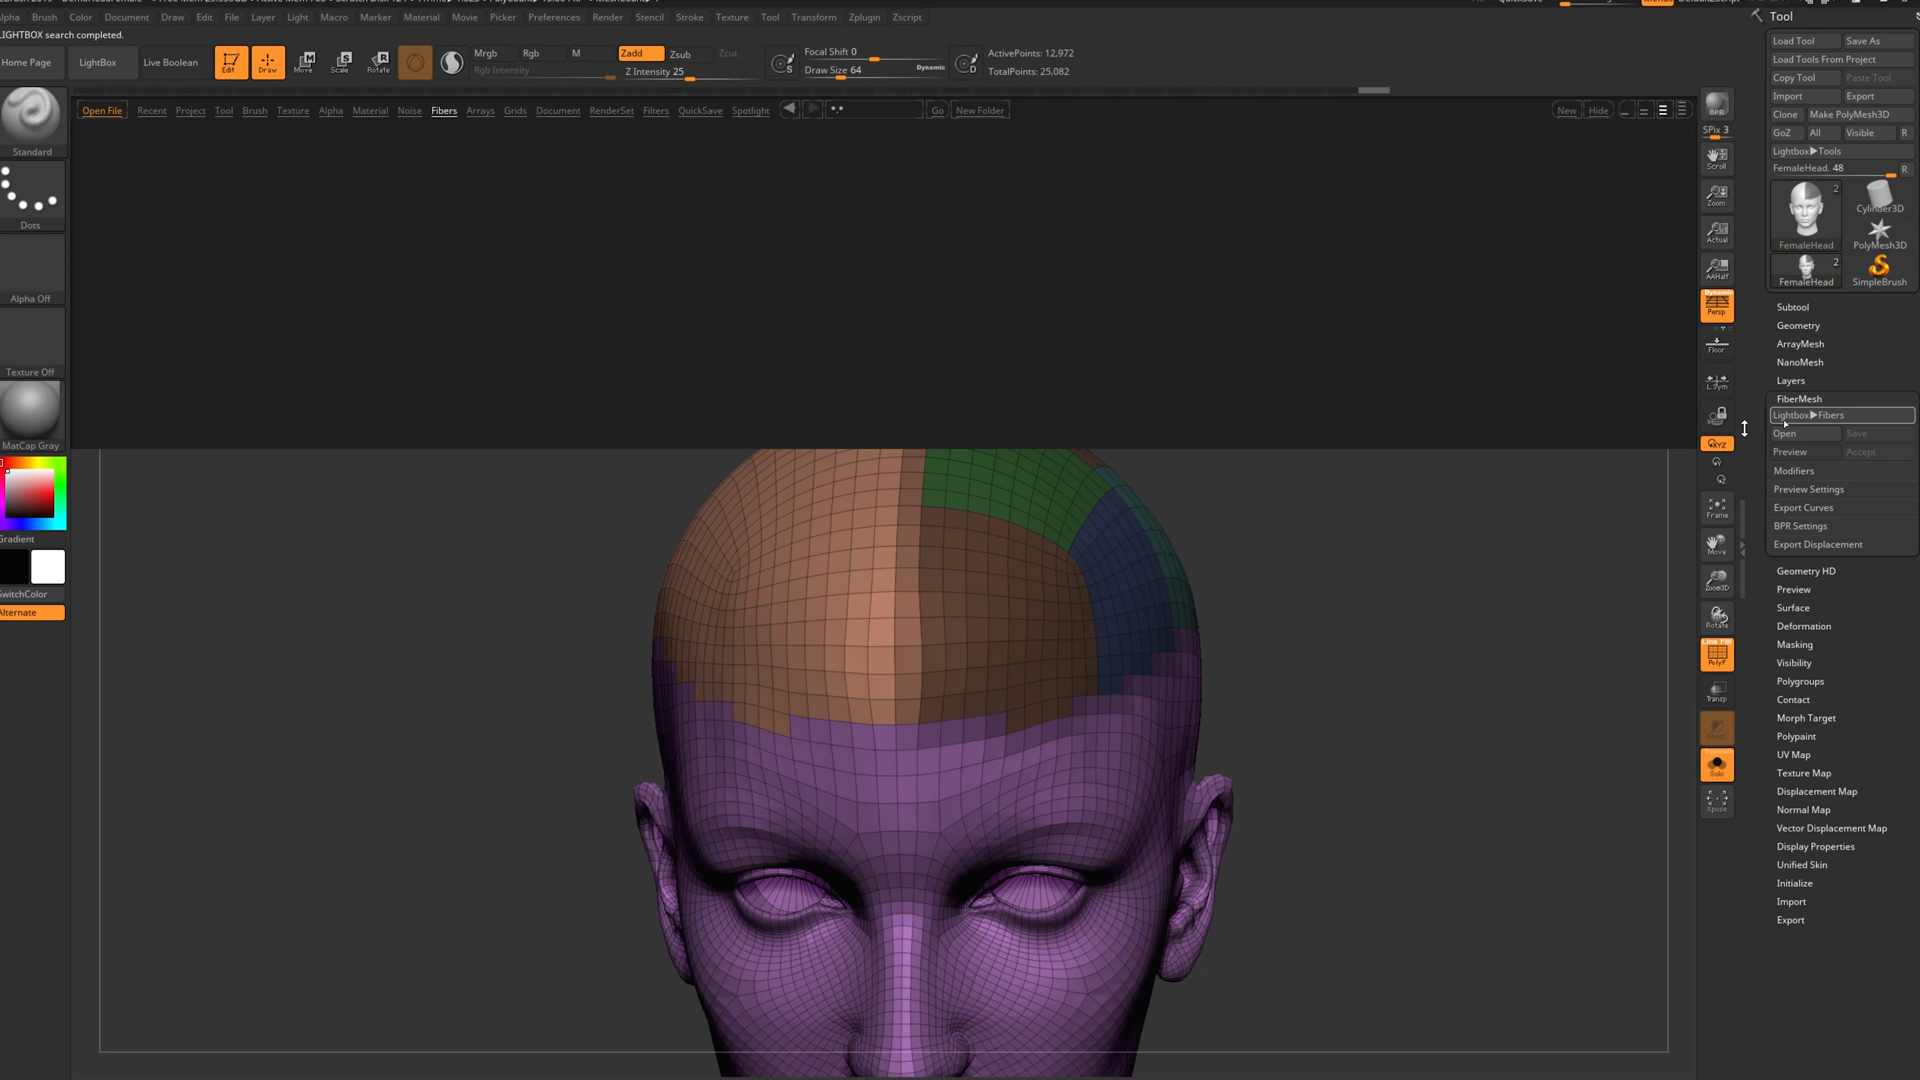 Alpha Brush Color Document Draw Edit File Layer Light Macro Marker Material Movie Picker Preferences Render Stencil Stroke Texture Tool Transform Zplugin Zscript
LIGHTBOX search completed.
Home Page LightBox Live Boolean Edit Draw Move Scale Rotate
Mrgb Rgb M Zadd Zsub Zcut
Rgb Intensity Z Intensity 25
Focal Shift 0
Draw Size 64 Dynamic
ActivePoints: 12,972
TotalPoints: 25,082
Open File Recent Project Tool Brush Texture Alpha Material Noise Fibers Arrays Grids Document RenderSet Filters QuickSave Spotlight *.* Go New Folder New Hide
Standard
Dots
Alpha Off
Texture Off
MatCap Gray
Gradient
SwitchColor
Alternate
BPR
SPix 3
Scroll
Zoom
Actual
AAHalf
Dynamic
Persp
Floor
L.Sym
XYZ
Frame
Move
Zoom3D
Rotate
Line Fill
PolyF
Transp
Ghost
Dynamic
Solo
Xpose
Tool
Load Tool Save As
Load Tools From Project
Copy Tool Paste Tool
Import Export
Clone Make PolyMesh3D
GoZ All Visible R
Lightbox▶Tools
FemaleHead. 48 R
2
FemaleHead Cylinder3D
PolyMesh3D
2
FemaleHead SimpleBrush
Subtool
Geometry
ArrayMesh
NanoMesh
Layers
FiberMesh
Lightbox▶Fibers
Open Save
Preview Accept
Modifiers
Preview Settings
Export Curves
BPR Settings
Export Displacement
Geometry HD
Preview
Surface
Deformation
Masking
Visibility
Polygroups
Contact
Morph Target
Polypaint
UV Map
Texture Map
Displacement Map
Normal Map
Vector Displacement Map
Display Properties
Unified Skin
Initialize
Import
Export